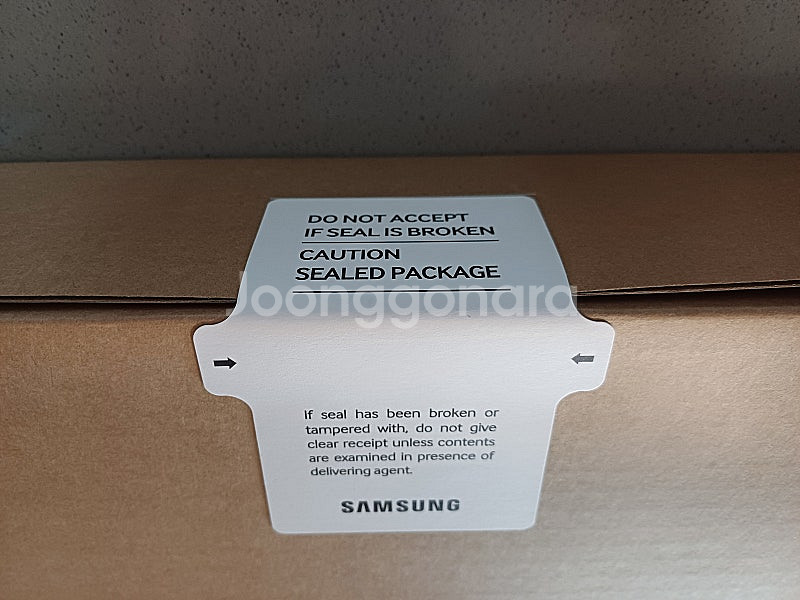 DO NOT ACCEPT
IF SEAL IS BROKEN
CAUTION
SEALED PACKAGE
Joonggonara
If seal has been broken or
tampered with, do not give
clear receipt unless contents
are examined in presence of
delivering agent.
SAMSUNG